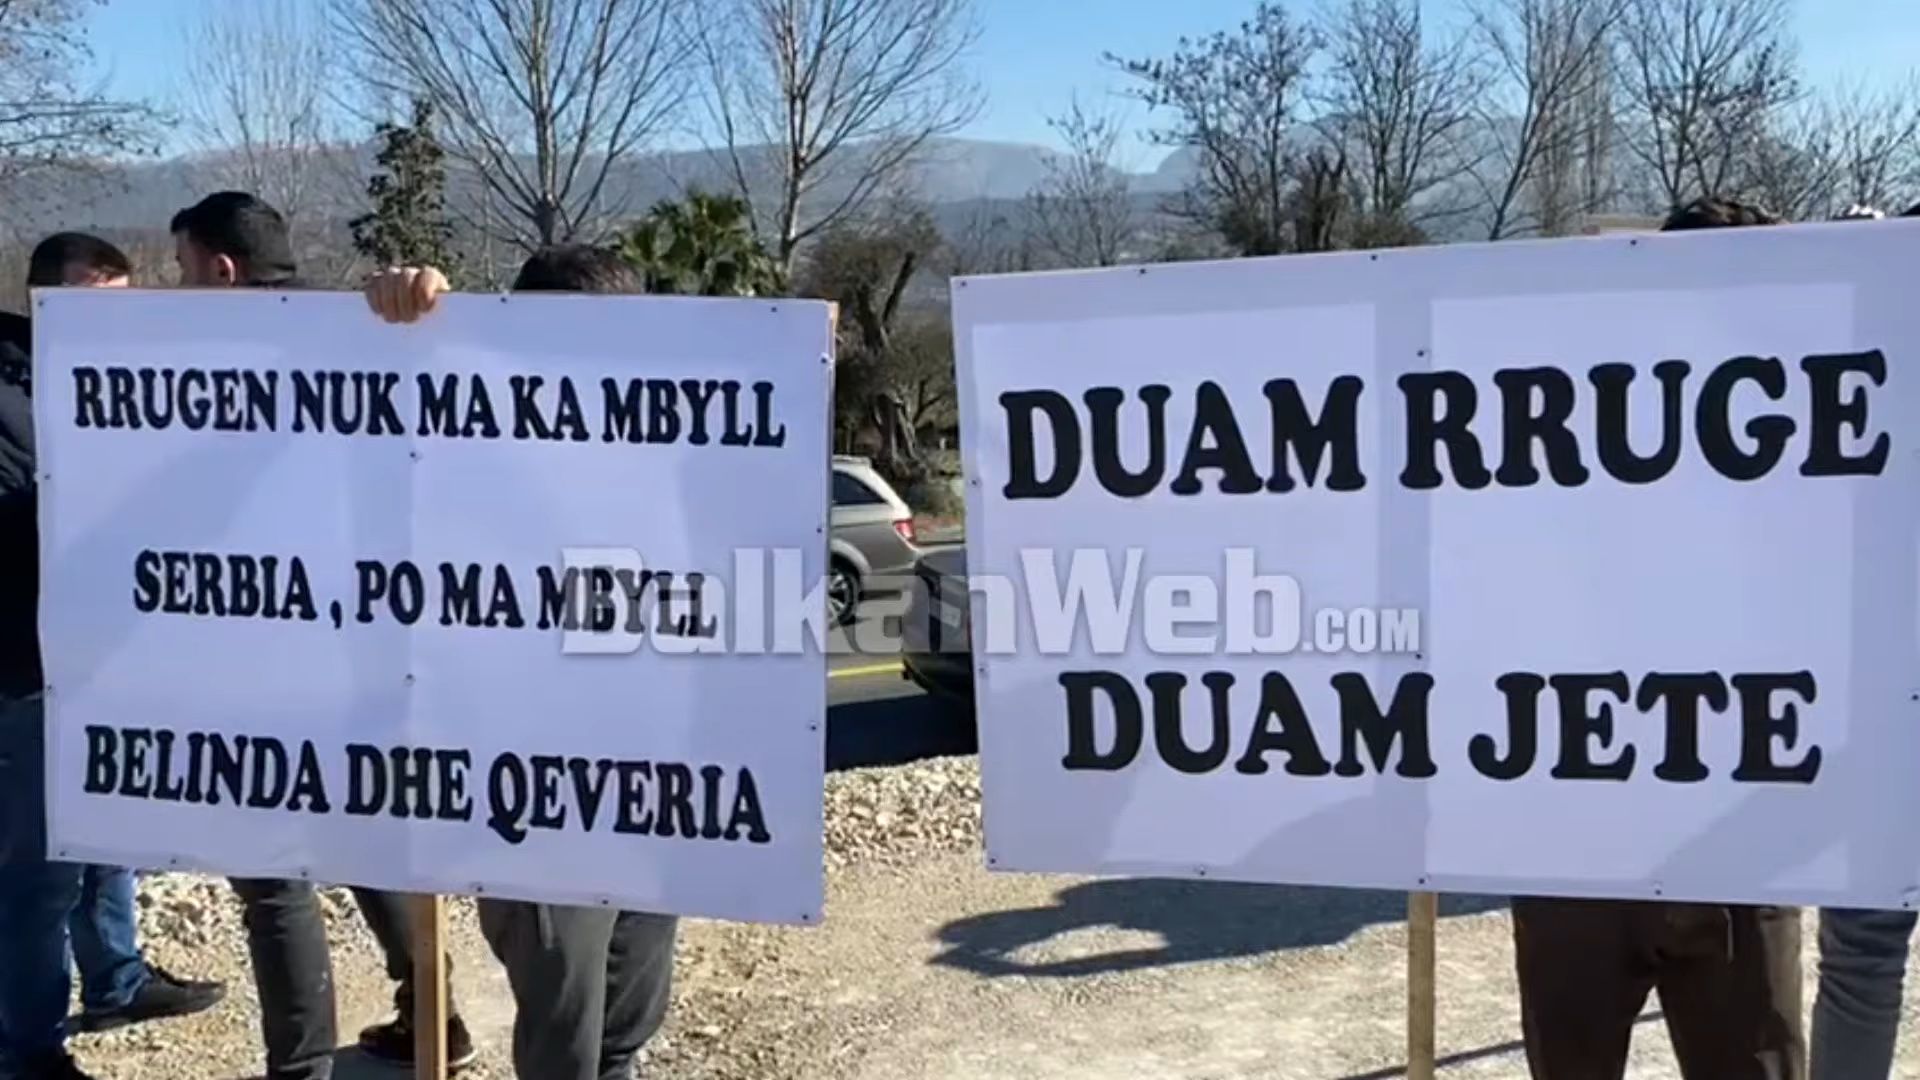 RRUGEN NUK MA KA MBYLL
SERBIA , PO MA MBYLL
BELINDA DHE QEVERIA
DUAM RRUGE
DUAM JETE
BalkanWeb.COM